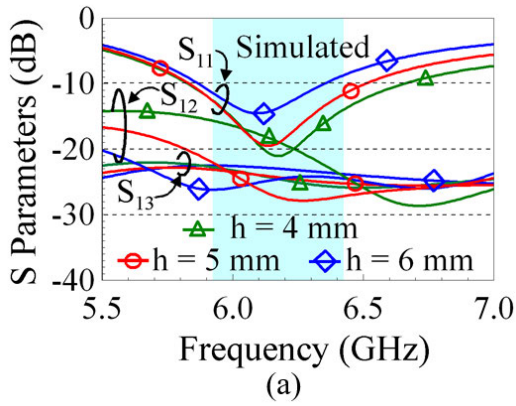 S Parameters (dB)
0
-10
-20
-30
-40
S11
Simulated
S12
S13
h = 4 mm
h = 5 mm
h = 6 mm
5.5
6.0
6.5
7.0
Frequency (GHz)
(a)